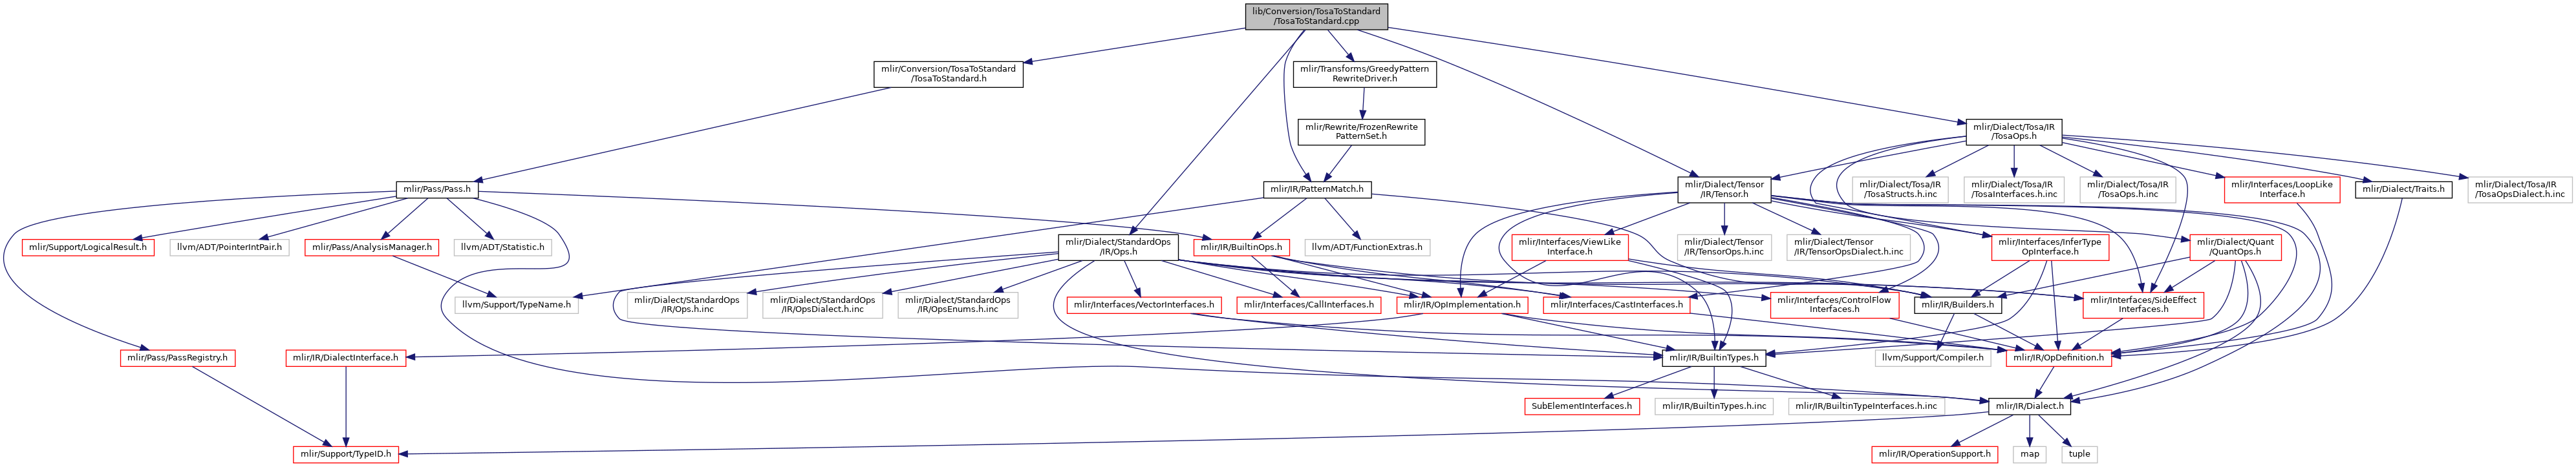 lib/Conversion/TosaToStandard
/TosaToStandard.cpp
mlir/Conversion/TosaToStandard
/TosaToStandard.h
mlir/Transforms/GreedyPattern
RewriteDriver.h
mlir/Rewrite/FrozenRewrite
PatternSet.h
mlir/Dialect/Tosa/IR
/TosaOps.h
mlir/Pass/Pass.h
mlir/IR/PatternMatch.h
mlir/Dialect/Tensor
/IR/Tensor.h
mlir/Dialect/Tosa/IR
/TosaStructs.h.inc
mlir/Dialect/Tosa/IR
/TosaInterfaces.h.inc
mlir/Dialect/Tosa/IR
/TosaOps.h.inc
mlir/Interfaces/LoopLike
Interface.h
mlir/Dialect/Traits.h
mlir/Dialect/Tosa/IR
/TosaOpsDialect.h.inc
mlir/Support/LogicalResult.h
llvm/ADT/PointerIntPair.h
mlir/Pass/AnalysisManager.h
llvm/ADT/Statistic.h
mlir/Dialect/StandardOps
/IR/Ops.h
mlir/IR/BuiltinOps.h
llvm/ADT/FunctionExtras.h
mlir/Interfaces/ViewLike
Interface.h
mlir/Dialect/Tensor
/IR/TensorOps.h.inc
mlir/Dialect/Tensor
/IR/TensorOpsDialect.h.inc
mlir/Interfaces/InferType
OpInterface.h
mlir/Dialect/Quant
/QuantOps.h
llvm/Support/TypeName.h
mlir/Dialect/StandardOps
/IR/Ops.h.inc
mlir/Dialect/StandardOps
/IR/OpsDialect.h.inc
mlir/Dialect/StandardOps
/IR/OpsEnums.h.inc
mlir/Interfaces/VectorInterfaces.h
mlir/Interfaces/CallInterfaces.h
mlir/IR/OpImplementation.h
mlir/Interfaces/CastInterfaces.h
mlir/Interfaces/ControlFlow
Interfaces.h
mlir/IR/Builders.h
mlir/Interfaces/SideEffect
Interfaces.h
mlir/Pass/PassRegistry.h
mlir/IR/DialectInterface.h
mlir/IR/BuiltinTypes.h
llvm/Support/Compiler.h
mlir/IR/OpDefinition.h
SubElementInterfaces.h
mlir/IR/BuiltinTypes.h.inc
mlir/IR/BuiltinTypeInterfaces.h.inc
mlir/IR/Dialect.h
mlir/Support/TypeID.h
mlir/IR/OperationSupport.h
map
tuple